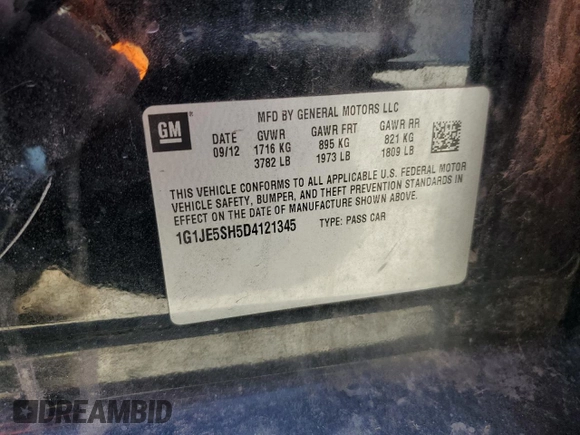 GM
MFD BY GENERAL MOTORS LLC
DATE GVWR GAWR FRT GAWR RR
09/12 1716 KG 895 KG 821 KG
3782 LB 1973 LB 1809 LB
THIS VEHICLE CONFORMS TO ALL APPLICABLE U.S. FEDERAL MOTOR
VEHICLE SAFETY, BUMPER, AND THEFT PREVENTION STANDARDS IN
EFFECT ON THE DATE OF MANUFACTURE SHOWN ABOVE.
1G1JE5SH5D4121345 TYPE: PASS CAR
DREAMBID